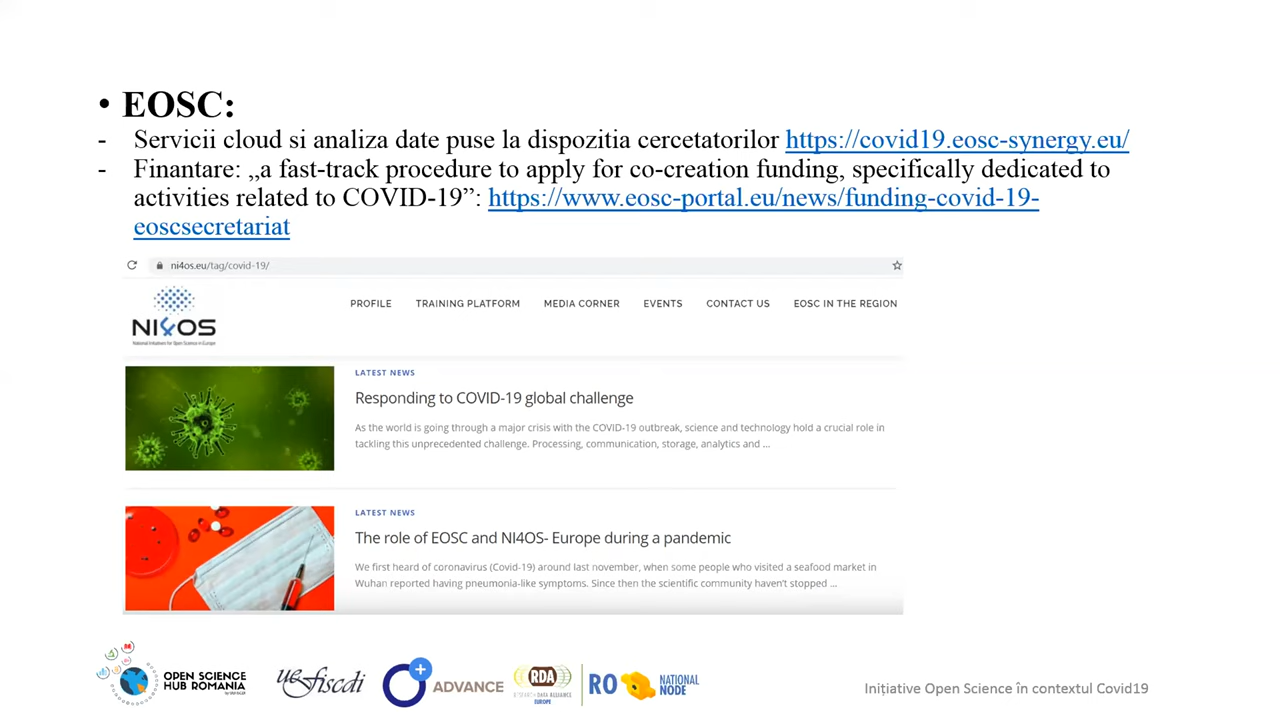 • EOSC:
- Servicii cloud si analiza date puse la dispozitia cercetatorilor https://covid19.eosc-synergy.eu/
- Finantare: „a fast-track procedure to apply for co-creation funding, specifically dedicated to
activities related to COVID-19”: https://www.eosc-portal.eu/news/funding-covid-19-
eoscsecretariat
ni4os.eu/tag/covid-19/
NI4OS
National Initiatives for Open Science in Europe
PROFILE TRAINING PLATFORM MEDIA CORNER EVENTS CONTACT US EOSC IN THE REGION
LATEST NEWS
Responding to COVID-19 global challenge
As the world is going through a major crisis with the COVID-19 outbreak, science and technology hold a crucial role in
tackling this unprecedented challenge. Processing, communication, storage, analytics and ...
LATEST NEWS
The role of EOSC and NI4OS- Europe during a pandemic
We first heard of coronavirus (Covid-19) around last november, when some people who visited a seafood market in
Wuhan reported having pneumonia-like symptoms. Since then the scientific community haven't stopped ...
OPEN SCIENCE
HUB ROMANIA
uefiscdi
+ ADVANCE
RDA
RESEARCH DATA ALLIANCE
EUROPE
RO NATIONAL
NODE
Inițiative Open Science în contextul Covid19